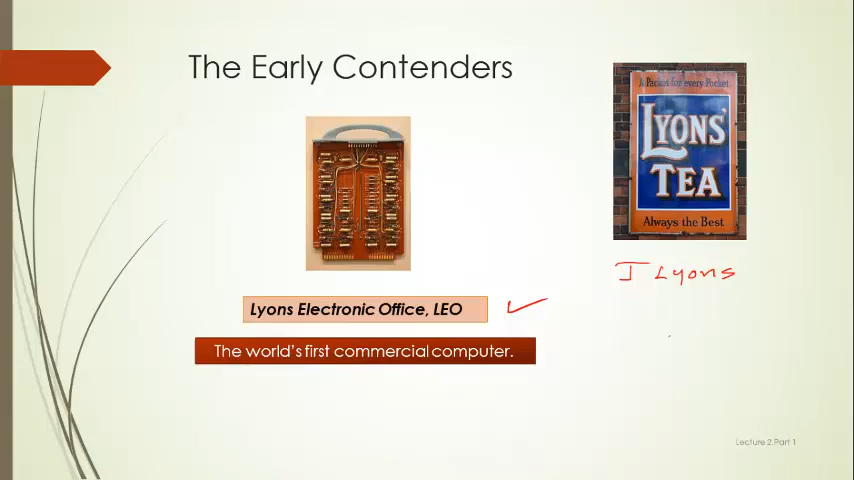 The Early Contenders
A Packet for every Pocket
LYONS'
TEA
Always the Best
J Lyons
Lyons Electronic Office, LEO
The world's first commercial computer.
Lecture 2.Part 1